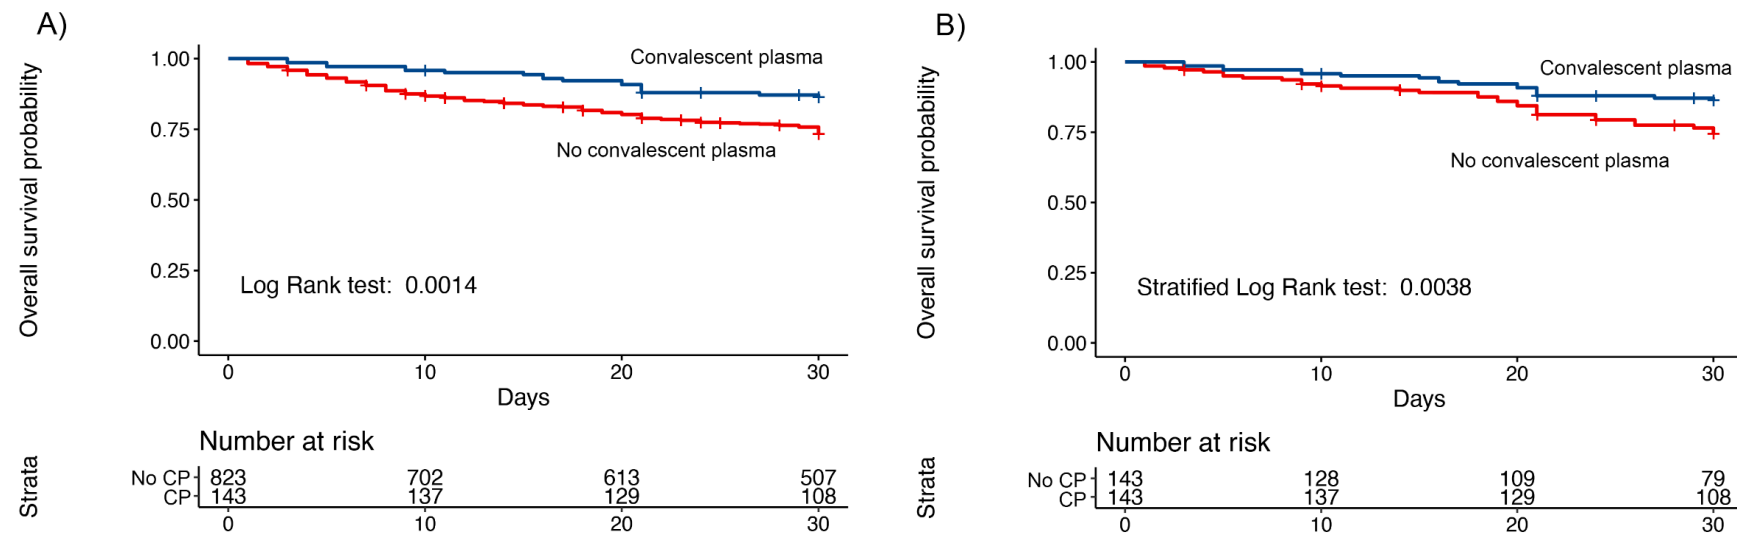 A)
Overall survival probability
1.00
0.75
0.50
0.25
0.00
Convalescent plasma
No convalescent plasma
Log Rank test: 0.0014
0 10 20 30
Days
Number at risk
Strata
No CP 823 702 613 507
CP 143 137 129 108
0 10 20 30
B)
Overall survival probability
1.00
0.75
0.50
0.25
0.00
Convalescent plasma
No convalescent plasma
Stratified Log Rank test: 0.0038
0 10 20 30
Days
Number at risk
Strata
No CP 143 128 109 79
CP 143 137 129 108
0 10 20 30